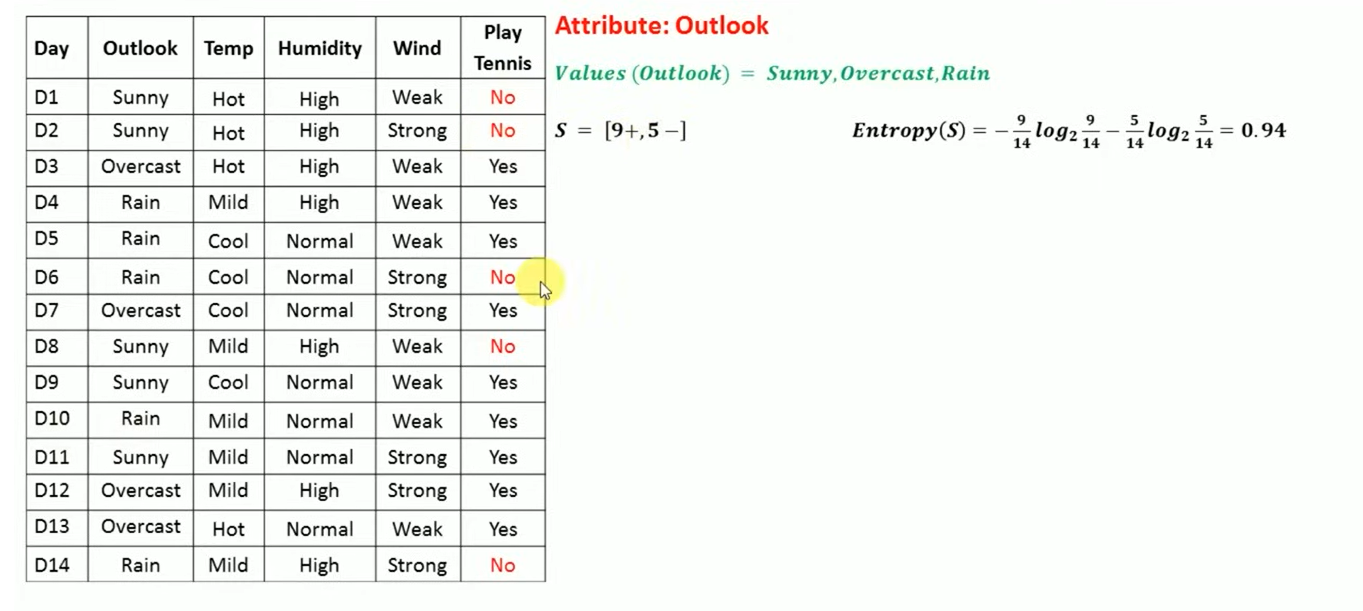 Day Outlook Temp Humidity Wind Play Tennis
D1 Sunny Hot High Weak No
D2 Sunny Hot High Strong No
D3 Overcast Hot High Weak Yes
D4 Rain Mild High Weak Yes
D5 Rain Cool Normal Weak Yes
D6 Rain Cool Normal Strong No
D7 Overcast Cool Normal Strong Yes
D8 Sunny Mild High Weak No
D9 Sunny Cool Normal Weak Yes
D10 Rain Mild Normal Weak Yes
D11 Sunny Mild Normal Strong Yes
D12 Overcast Mild High Strong Yes
D13 Overcast Hot Normal Weak Yes
D14 Rain Mild High Strong No
Attribute: Outlook
Values (Outlook) = Sunny, Overcast, Rain
S = [9+, 5 −] Entropy(S) = − 9/14 log₂ 9/14 − 5/14 log₂ 5/14 = 0.94